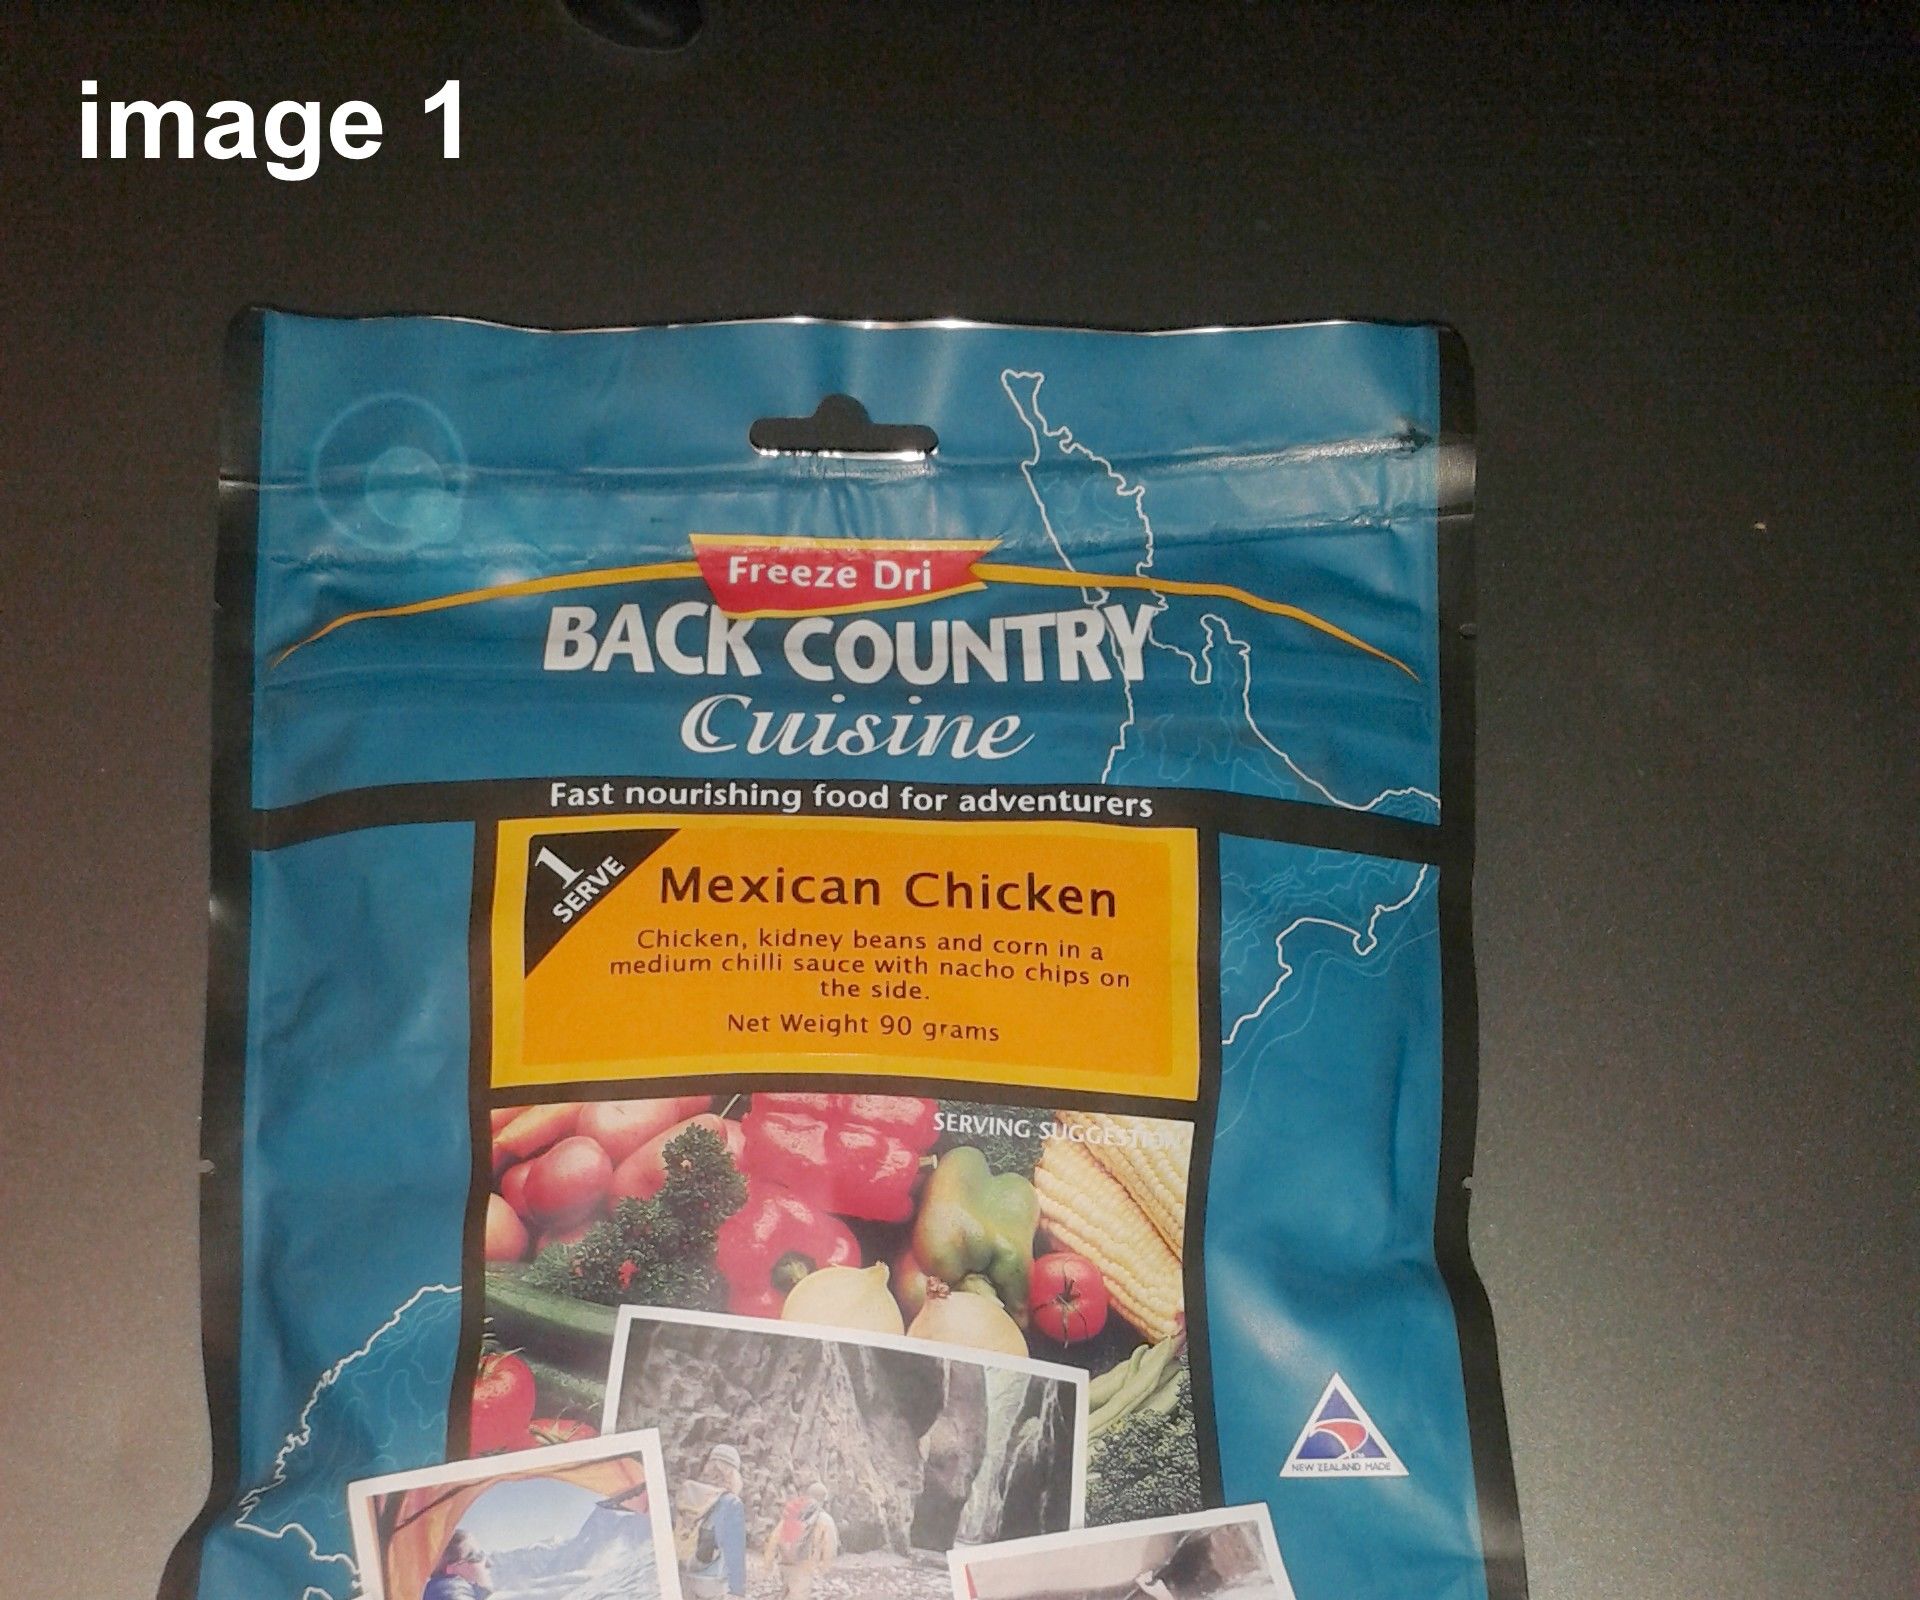 image 1
Freeze Dri
BACK COUNTRY
Cuisine
Fast nourishing food for adventurers
1
SERVE
Mexican Chicken
Chicken, kidney beans and corn in a
medium chilli sauce with nacho chips on
the side.
Net Weight 90 grams
SERVING SUGGESTION
NEW ZEALAND MADE